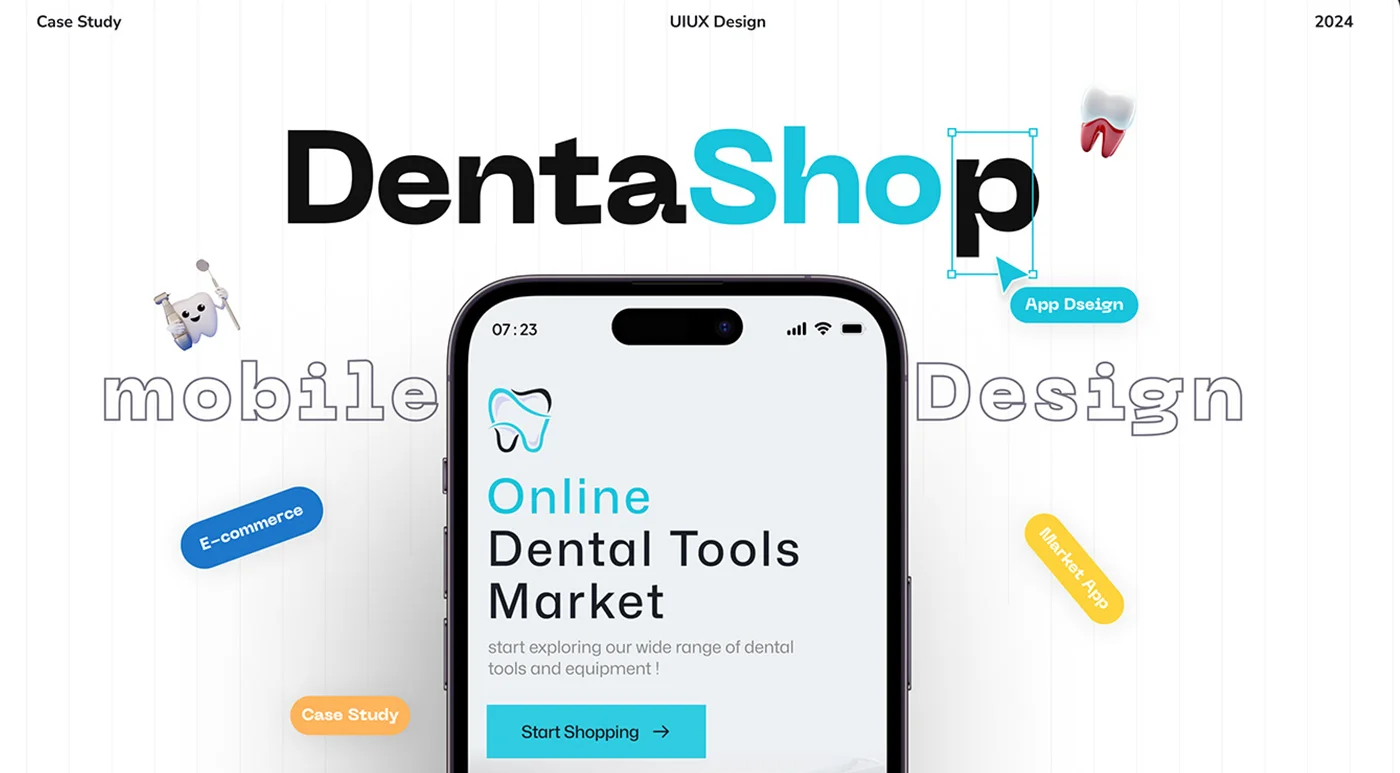 Case Study
UIUX Design
2024
DentaShop
App Dseign
07:23
mobile Design
Online
Dental Tools
Market
E-commerce
Market App
start exploring our wide range of dental
tools and equipment !
Case Study
Start Shopping →